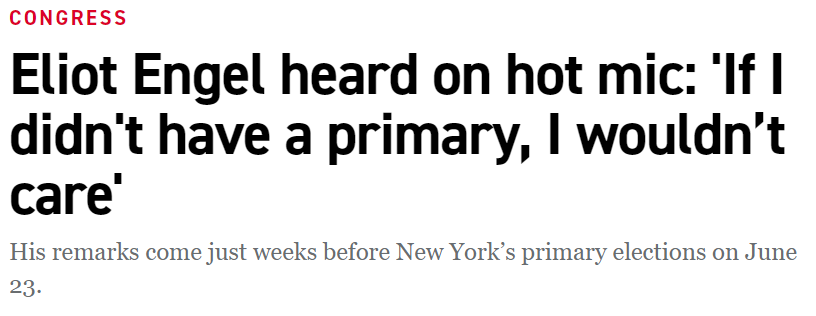 CONGRESS
Eliot Engel heard on hot mic: 'If I
didn't have a primary, I wouldn’t
care'
His remarks come just weeks before New York’s primary elections on June
23.